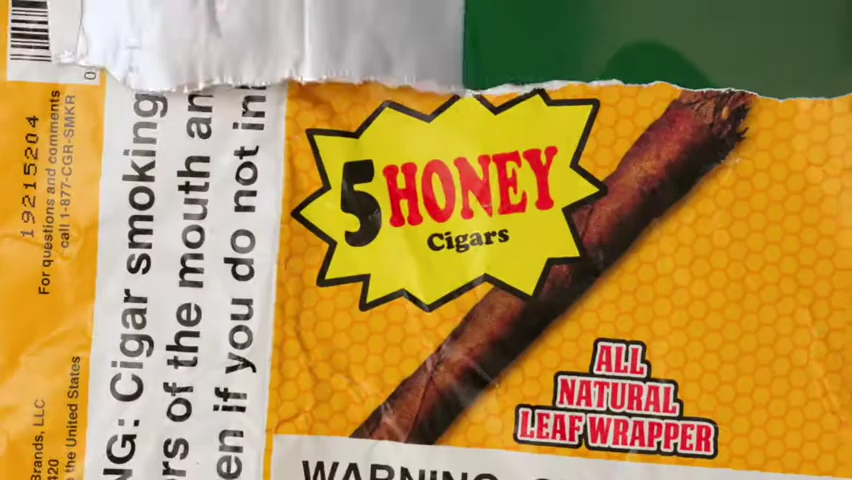 5 HONEY
Cigars
ALL
NATURAL
LEAF WRAPPER
WARNING:
NG: Cigar smoking
rs of the mouth an
en if you do not in
19215204
For questions and comments
call 1-877-CGR-SMKR
Brands, LLC
420
the United States